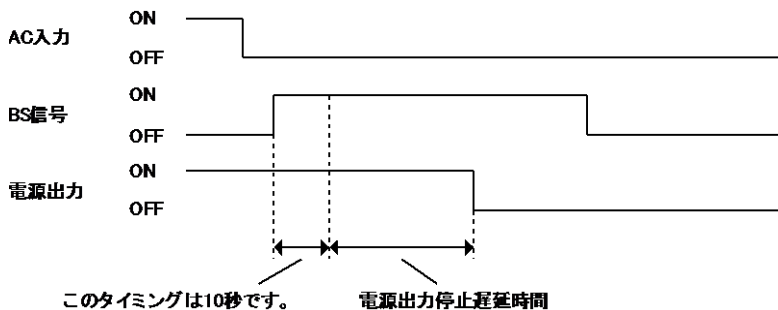 ON
AC入力
OFF
ON
BS信号
OFF
ON
電源出力
OFF
このタイミングは10秒です。
電源出力停止遅延時間